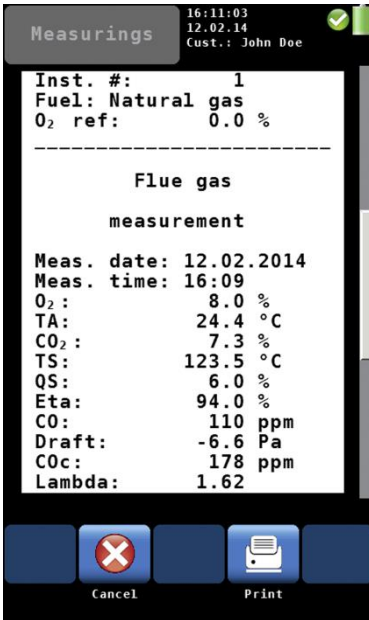 Measurings
16:11:03
12.02.14
Cust.: John Doe
Inst. #: 1
Fuel: Natural gas
O₂ ref: 0.0 %
Flue gas
measurement
Meas. date: 12.02.2014
Meas. time: 16:09
O₂: 8.0 %
TA: 24.4 °C
CO₂: 7.3 %
TS: 123.5 °C
QS: 6.0 %
Eta: 94.0 %
CO: 110 ppm
Draft: -6.6 Pa
COc: 178 ppm
Lambda: 1.62
Cancel Print